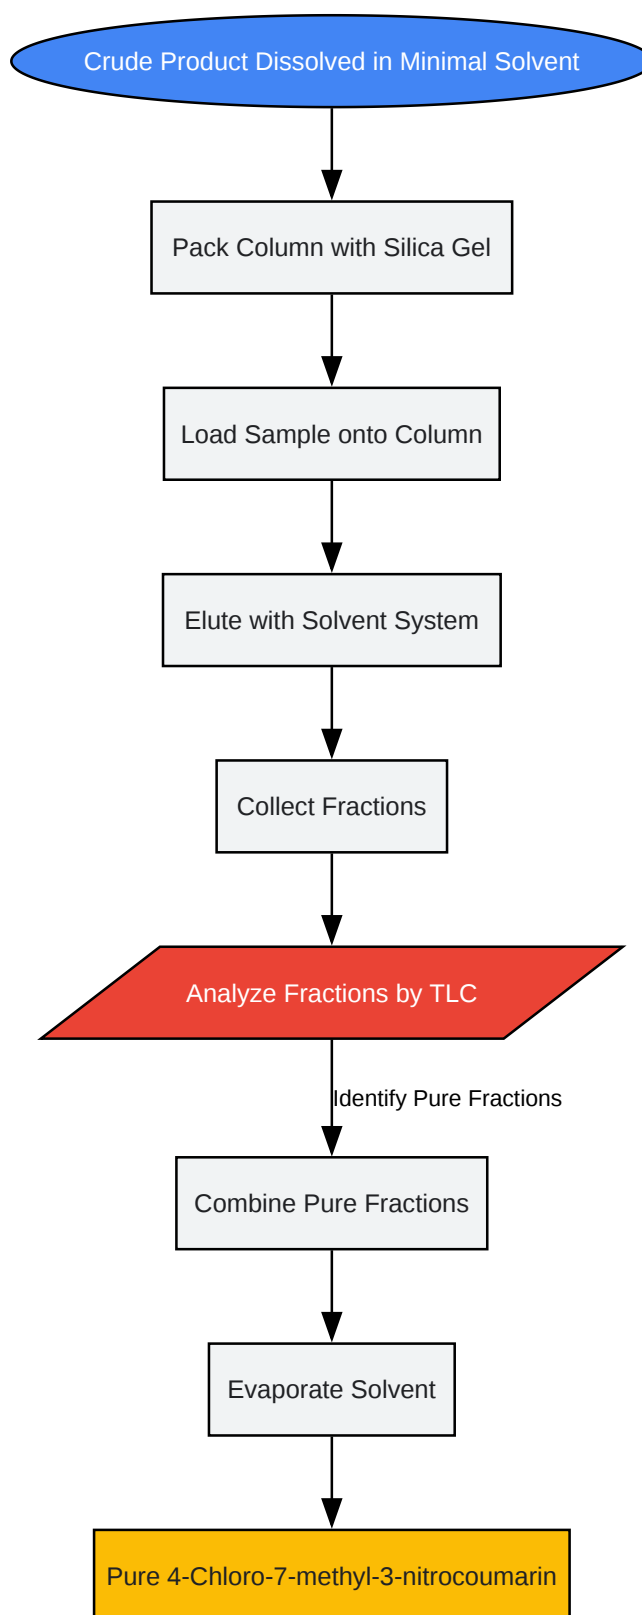 Crude Product Dissolved in Minimal Solvent
Pack Column with Silica Gel
Load Sample onto Column
Elute with Solvent System
Collect Fractions
Analyze Fractions by TLC
Identify Pure Fractions
Combine Pure Fractions
Evaporate Solvent
Pure 4-Chloro-7-methyl-3-nitrocoumarin